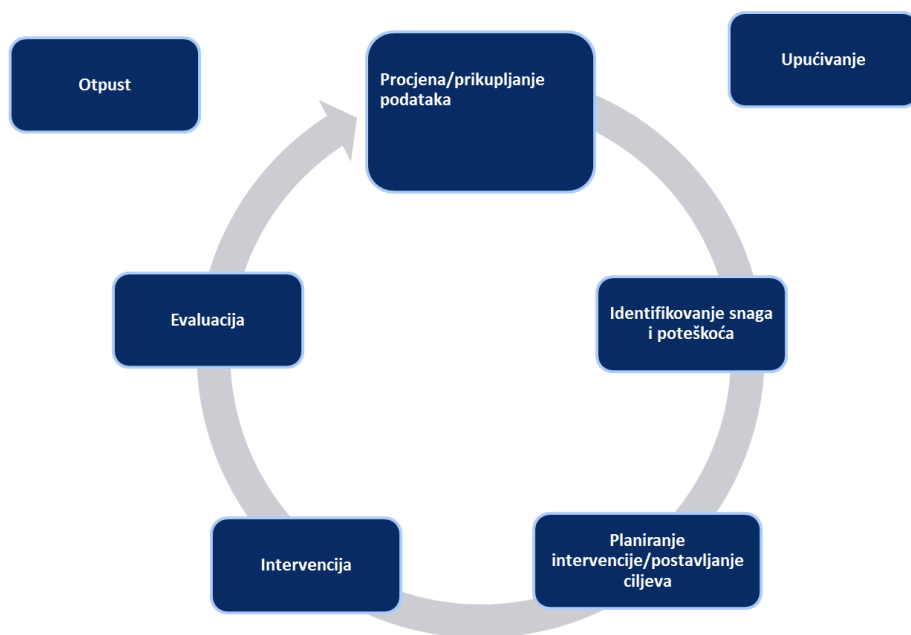 Otpust
Procjena/prikupljanje
podataka
Upućivanje
Evaluacija
Identifikovanje snaga
i poteškoća
Intervencija
Planiranje
intervencije/postavljanje
ciljeva